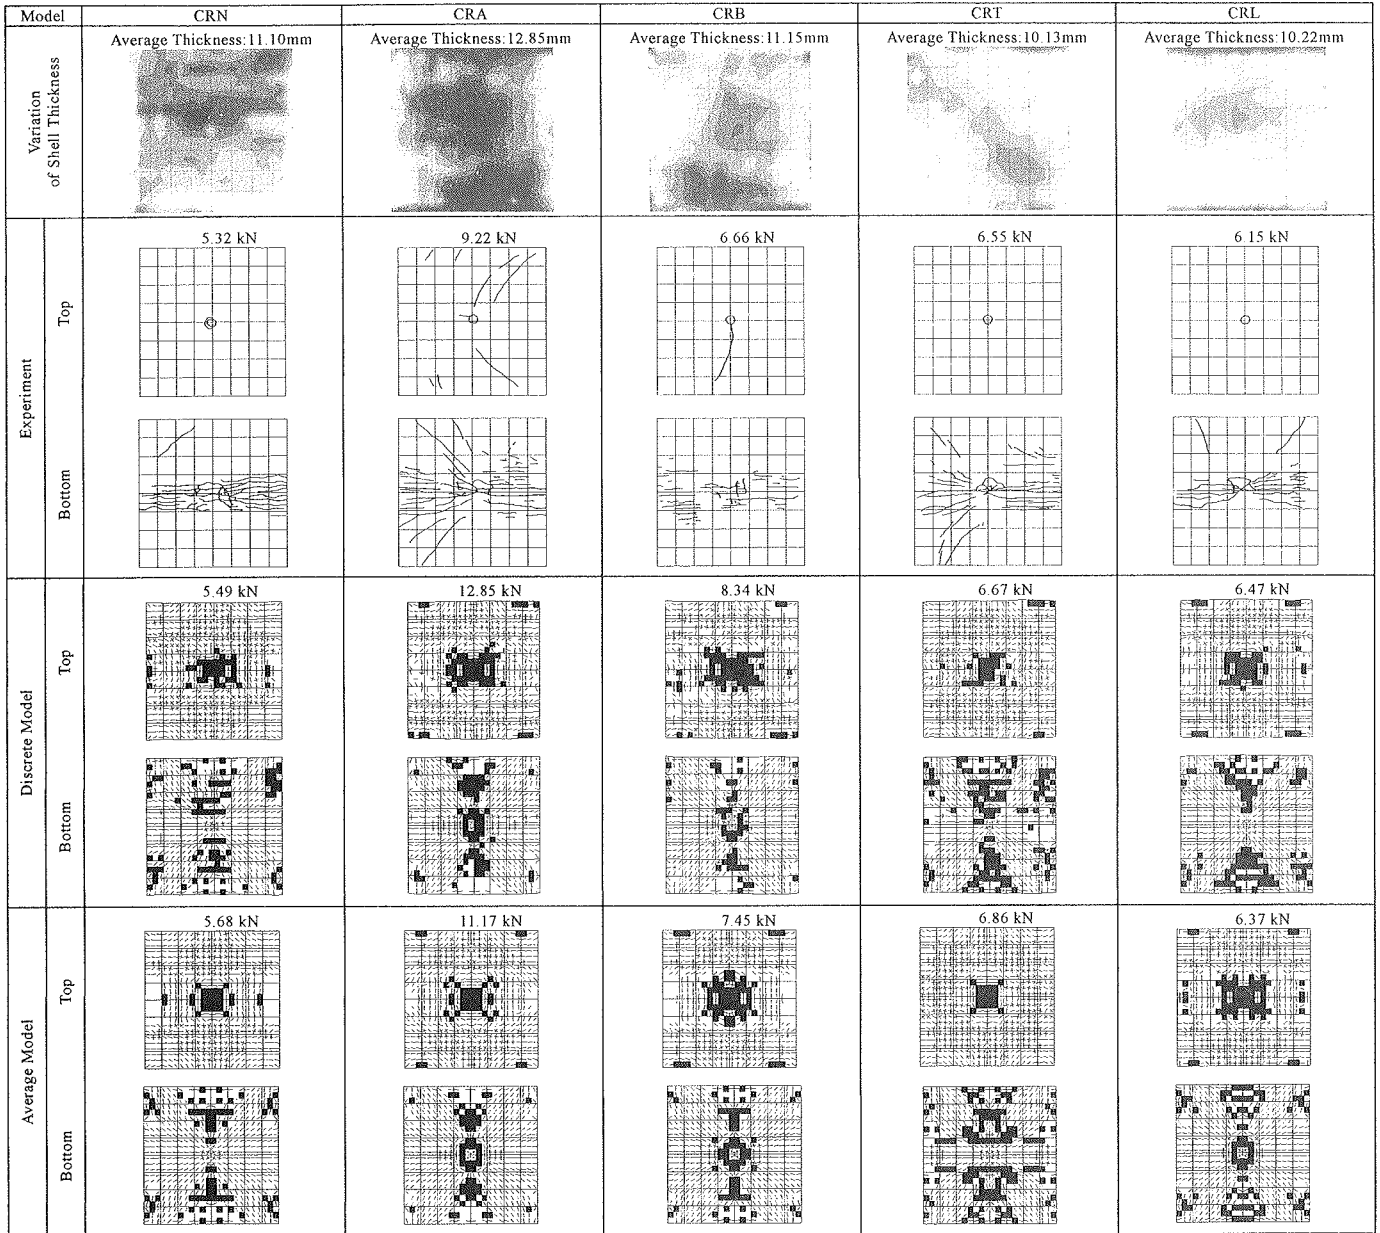 Model CRN CRA CRB CRT CRL
Variation
of Shell Thickness
Average Thickness:11.10mm Average Thickness:12.85mm Average Thickness:11.15mm Average Thickness:10.13mm Average Thickness:10.22mm
Experiment
Top
5.32 kN 9.22 kN 6.66 kN 6.55 kN 6.15 kN
Bottom
Discrete Model
Top
5.49 kN 12.85 kN 8.34 kN 6.67 kN 6.47 kN
Bottom
Average Model
Top
5.68 kN 11.17 kN 7.45 kN 6.86 kN 6.37 kN
Bottom